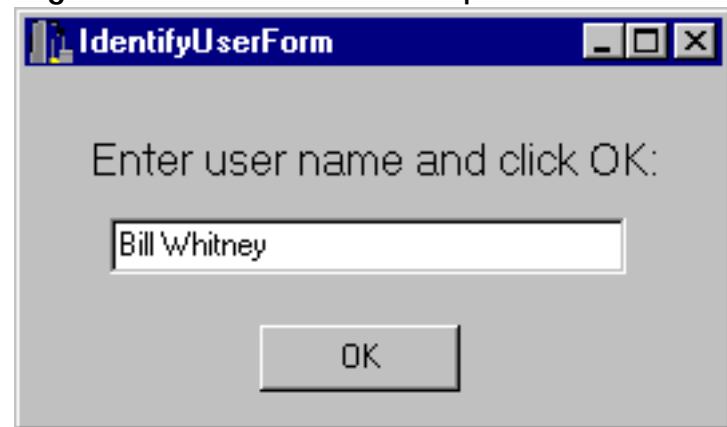 IdentifyUserForm
Enter user name and click OK:
Bill Whitney
OK